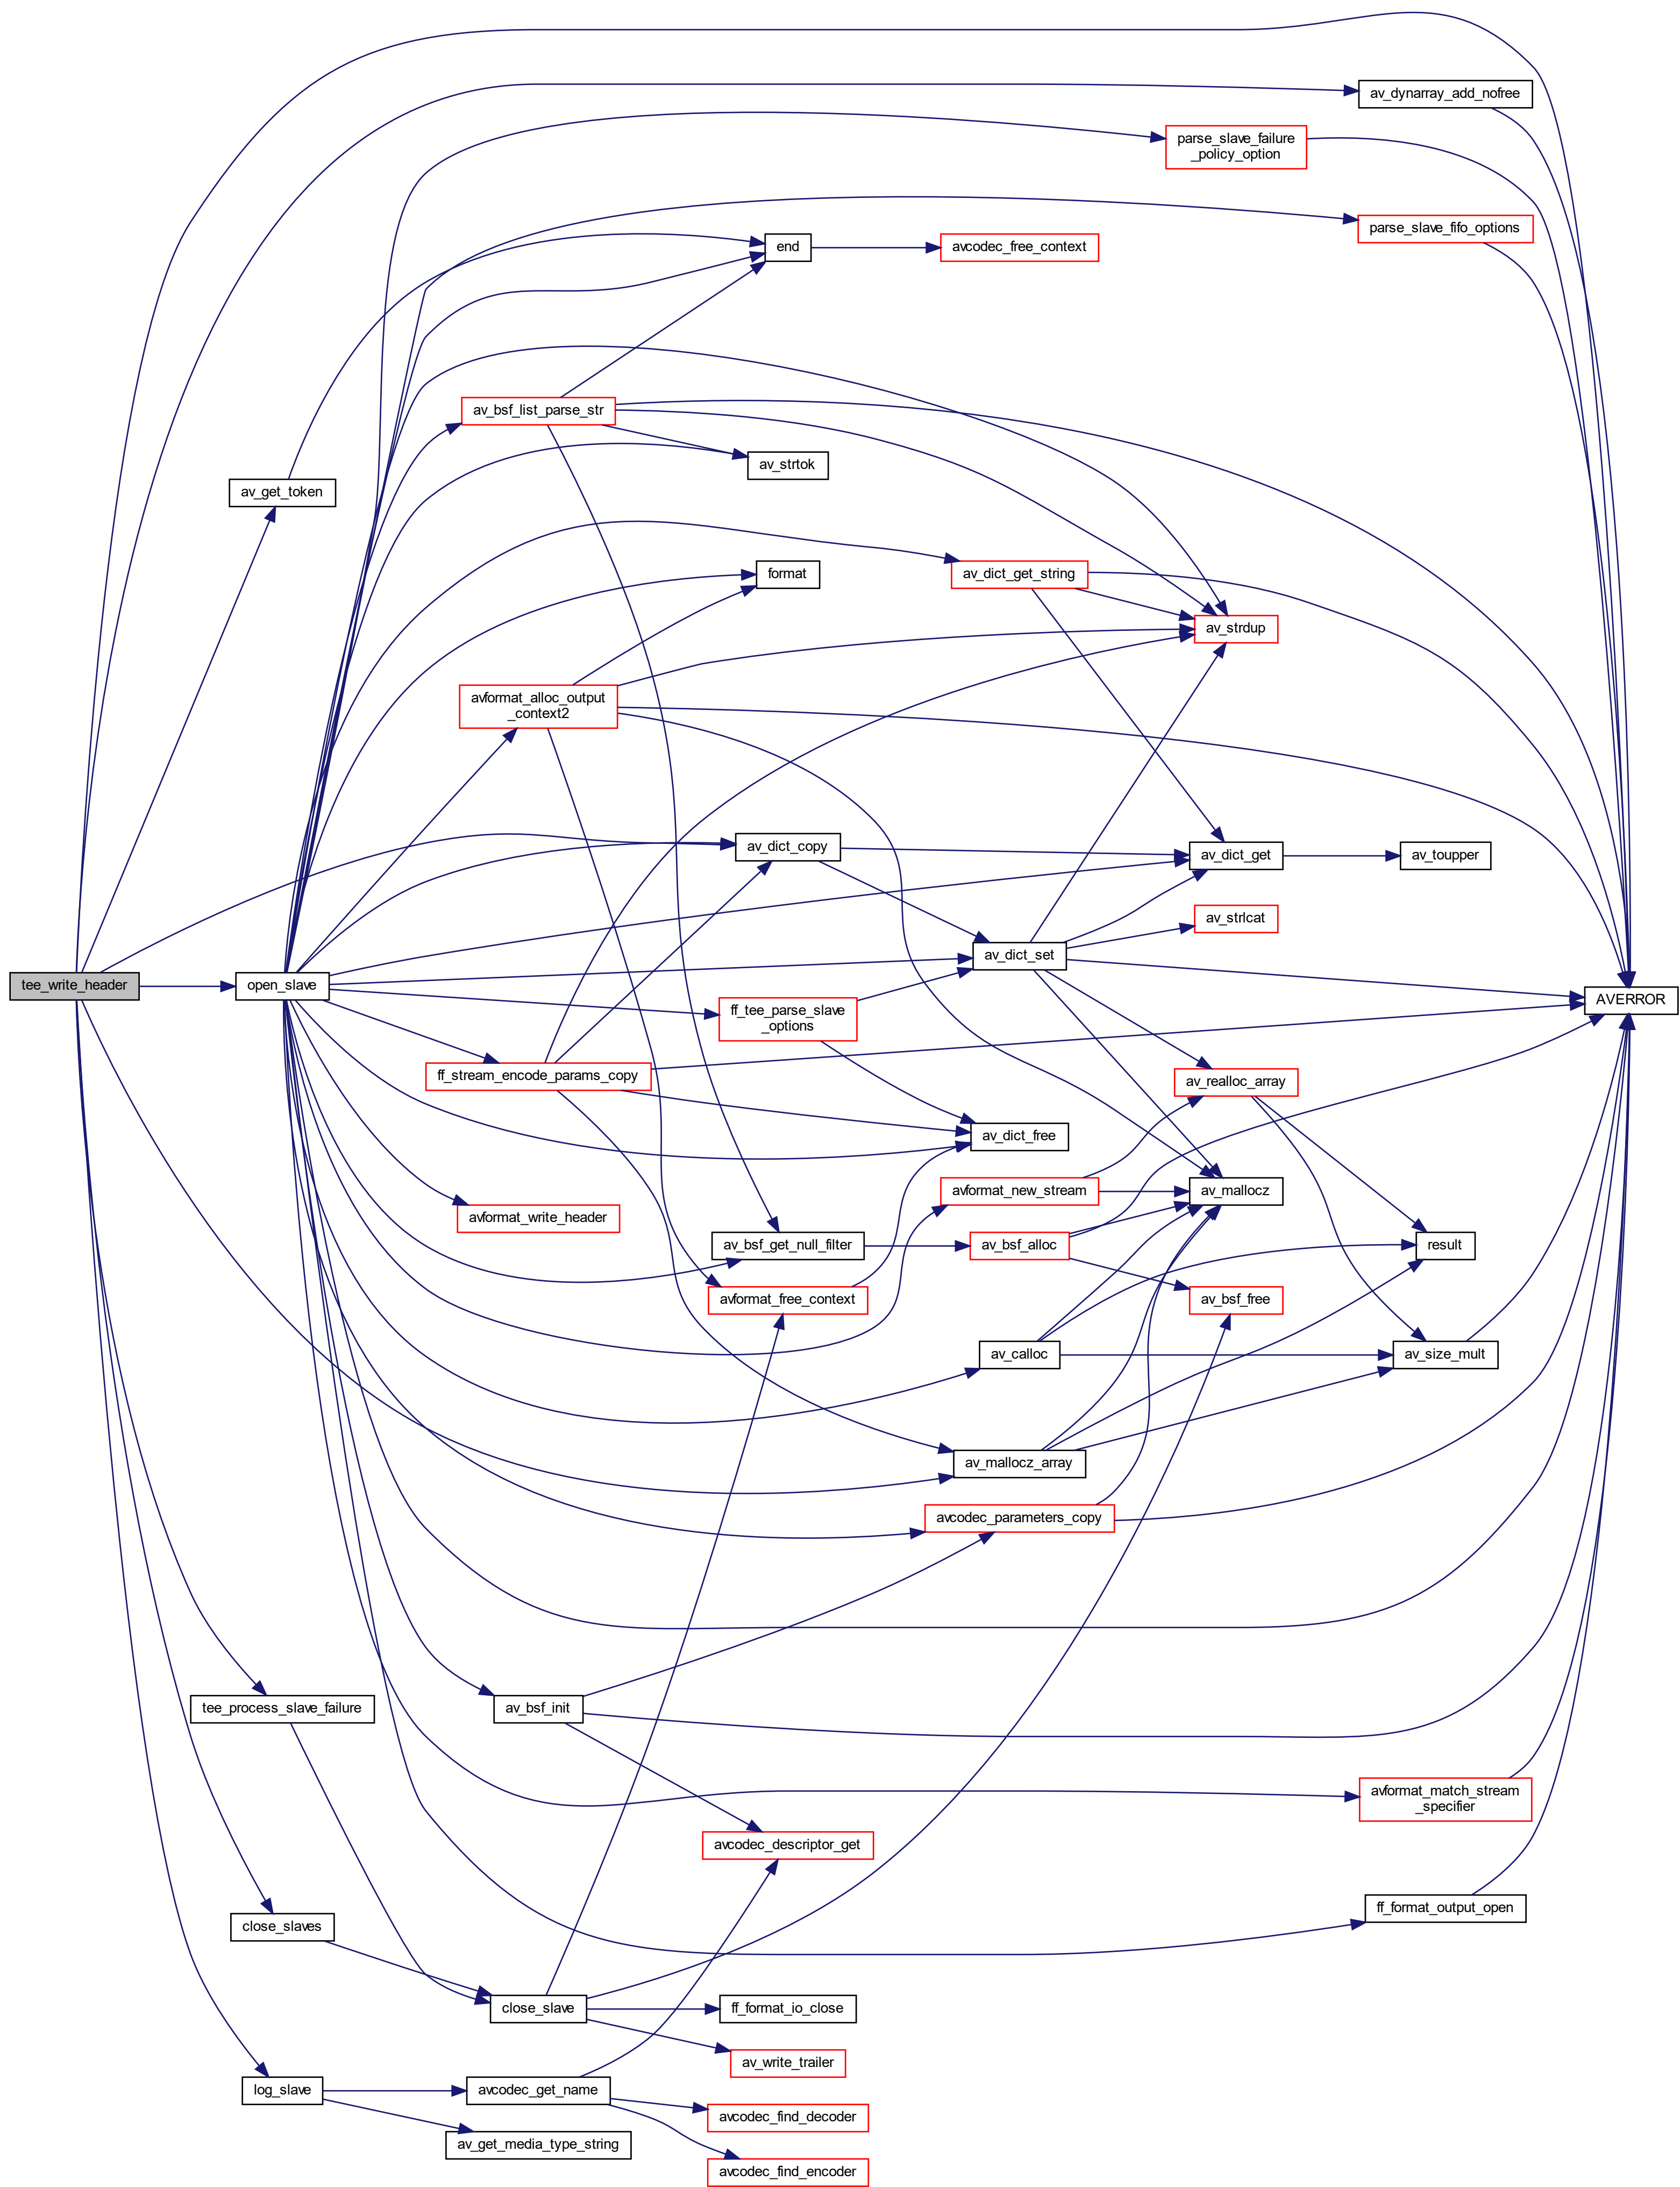 av_dynarray_add_nofree
parse_slave_failure
_policy_option
parse_slave_fifo_options
end
avcodec_free_context
av_bsf_list_parse_str
av_strtok
av_get_token
format
av_dict_get_string
av_strdup
avformat_alloc_output
_context2
av_dict_copy
av_dict_get
av_toupper
av_strlcat
av_dict_set
tee_write_header
open_slave
AVERROR
ff_tee_parse_slave
_options
ff_stream_encode_params_copy
av_realloc_array
av_dict_free
avformat_new_stream
av_mallocz
avformat_write_header
av_bsf_get_null_filter
av_bsf_alloc
result
avformat_free_context
av_bsf_free
av_calloc
av_size_mult
av_mallocz_array
avcodec_parameters_copy
tee_process_slave_failure
av_bsf_init
avformat_match_stream
_specifier
avcodec_descriptor_get
ff_format_output_open
close_slaves
close_slave
ff_format_io_close
av_write_trailer
log_slave
avcodec_get_name
avcodec_find_decoder
av_get_media_type_string
avcodec_find_encoder